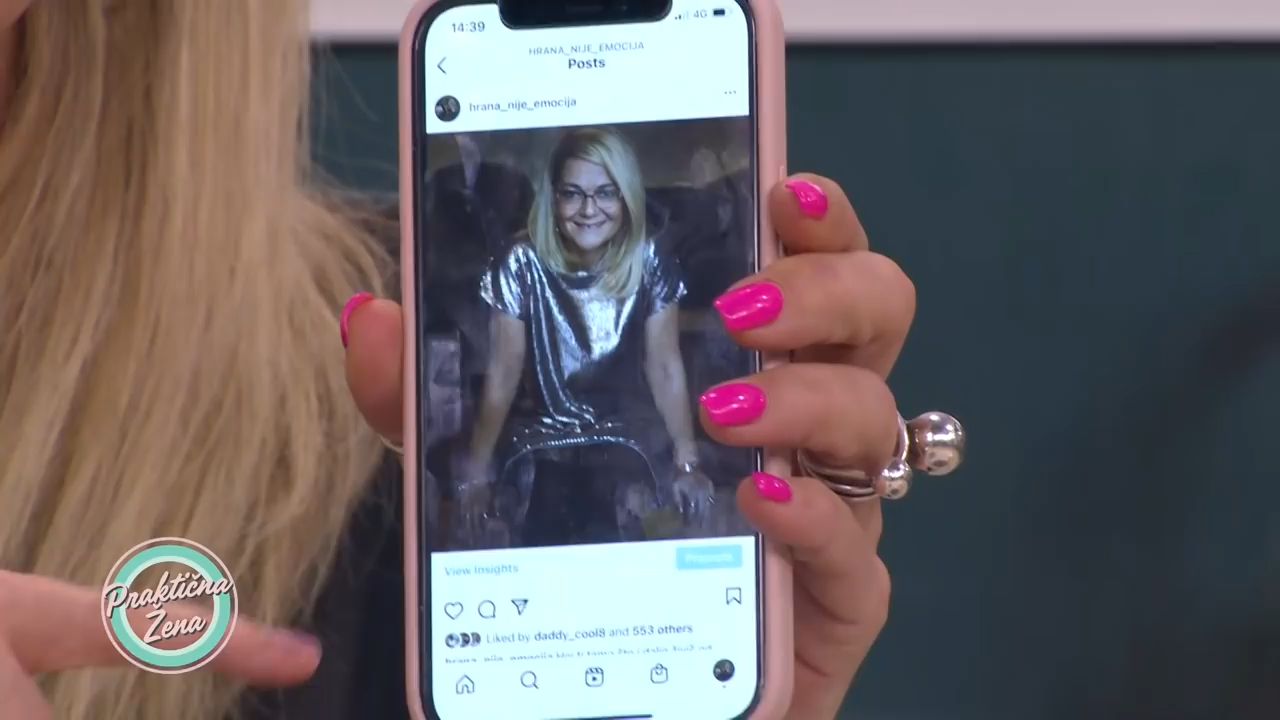 14:39
4G
HRANA_NIJE_EMOCIJA
Posts
hrana_nije_emocija
View Insights
Promote
Liked by daddy_cool8 and 553 others
Praktična
Žena